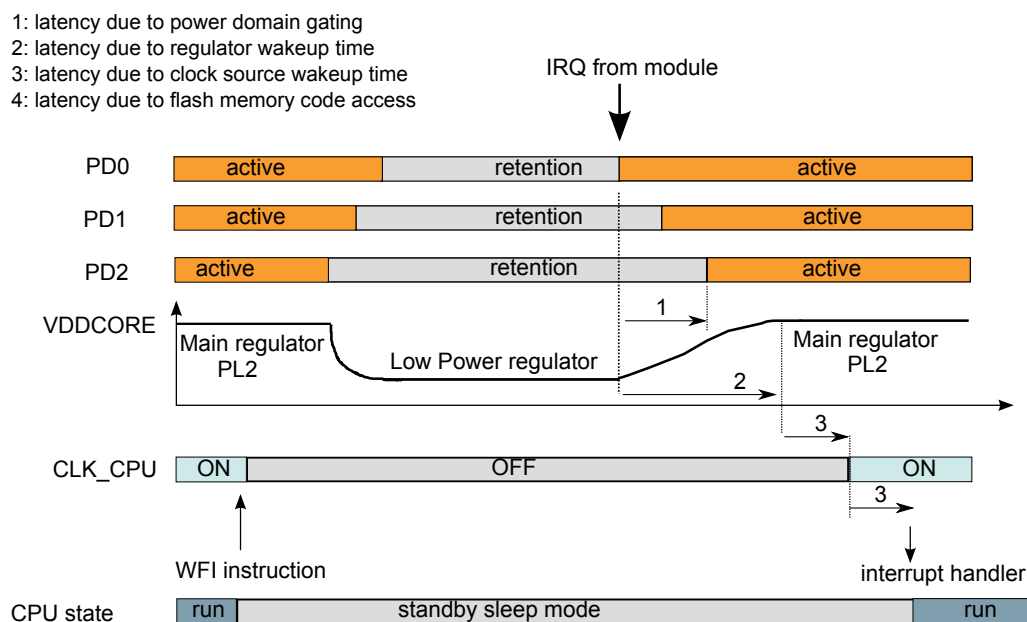 1: latency due to power domain gating
2: latency due to regulator wakeup time
3: latency due to clock source wakeup time
4: latency due to flash memory code access
IRQ from module
PD0 active retention active
PD1 active retention active
PD2 active retention active
1
VDDCORE
Main regulator
PL2
Low Power regulator
Main regulator
PL2
2
3
CLK_CPU ON OFF ON
3
WFI instruction
interrupt handler
CPU state run standby sleep mode run